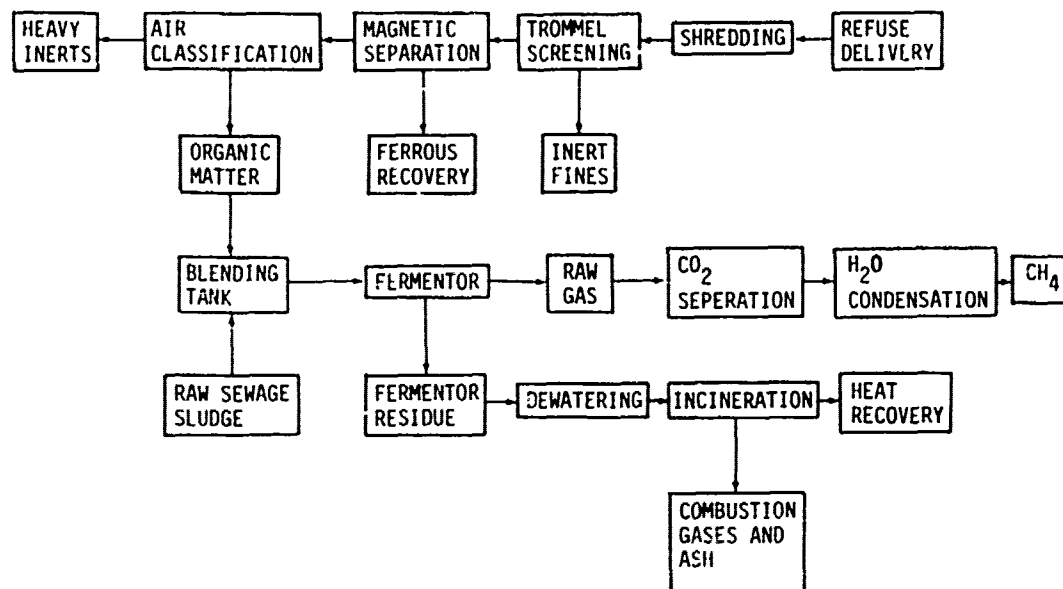 HEAVY
INERTS
AIR
CLASSIFICATION
MAGNETIC
SEPARATION
TROMMEL
SCREENING
SHREDDING
REFUSE
DELIVERY
ORGANIC
MATTER
FERROUS
RECOVERY
INERT
FINES
BLENDING
TANK
FERMENTOR
RAW
GAS
CO2
SEPERATION
H2O
CONDENSATION
CH4
RAW SEWAGE
SLUDGE
FERMENTOR
RESIDUE
DEWATERING
INCINERATION
HEAT
RECOVERY
COMBUSTION
GASES AND
ASH